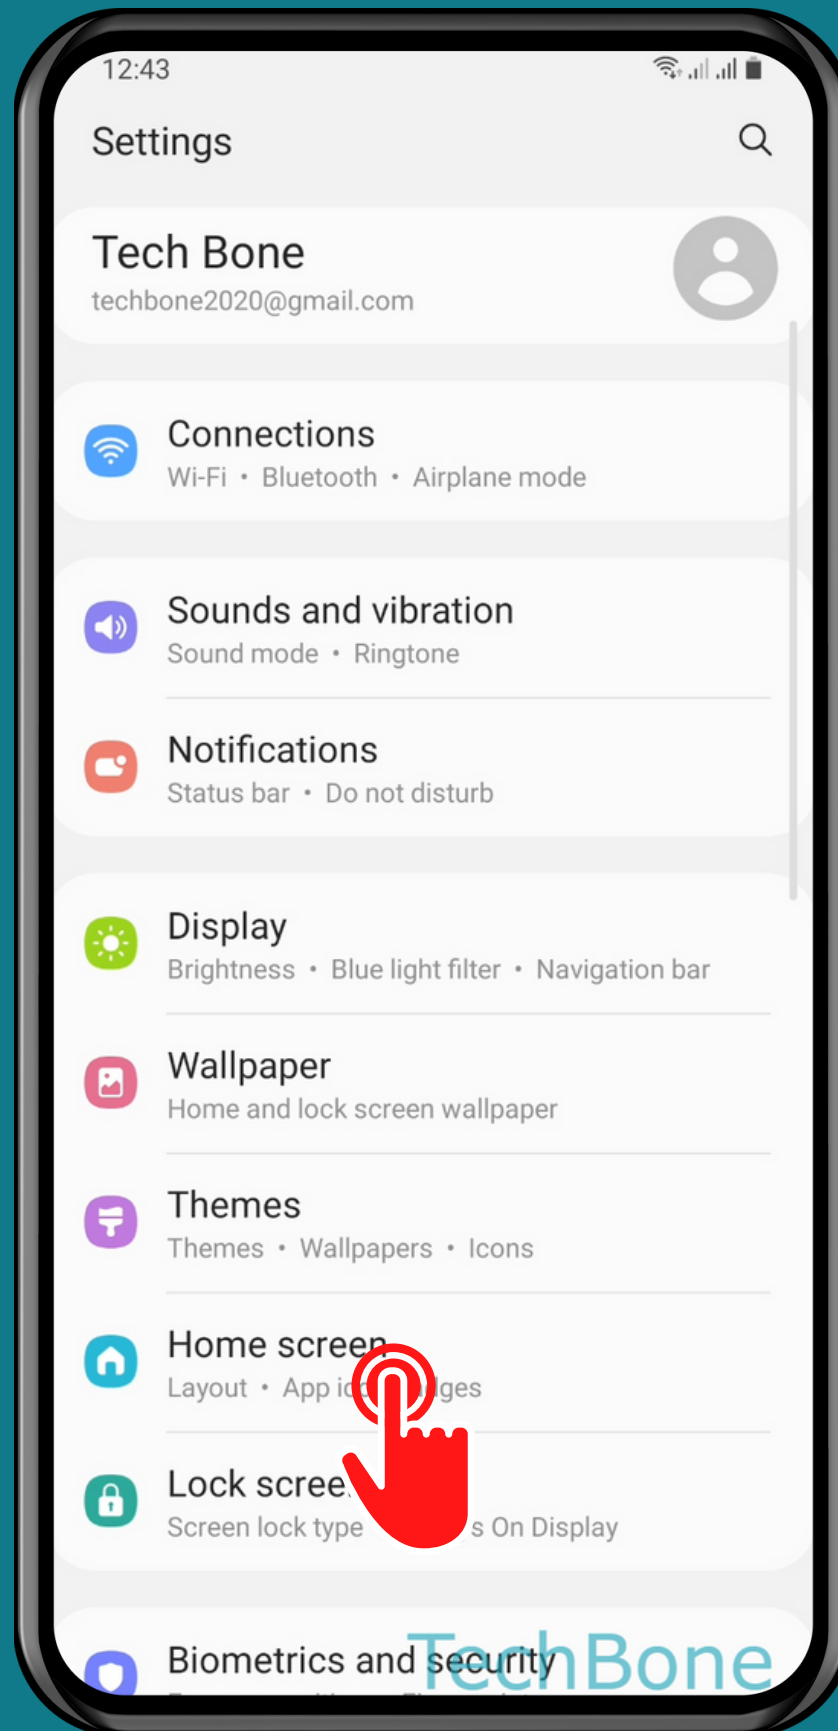 12:43
Settings
Tech Bone
techbone2020@gmail.com
Connections
Wi-Fi • Bluetooth • Airplane mode
Sounds and vibration
Sound mode • Ringtone
Notifications
Status bar • Do not disturb
Display
Brightness • Blue light filter • Navigation bar
Wallpaper
Home and lock screen wallpaper
Themes
Themes • Wallpapers • Icons
Home screen
Layout • App
Lock
Screen lock type On Display
Biometrics and security
TechBone